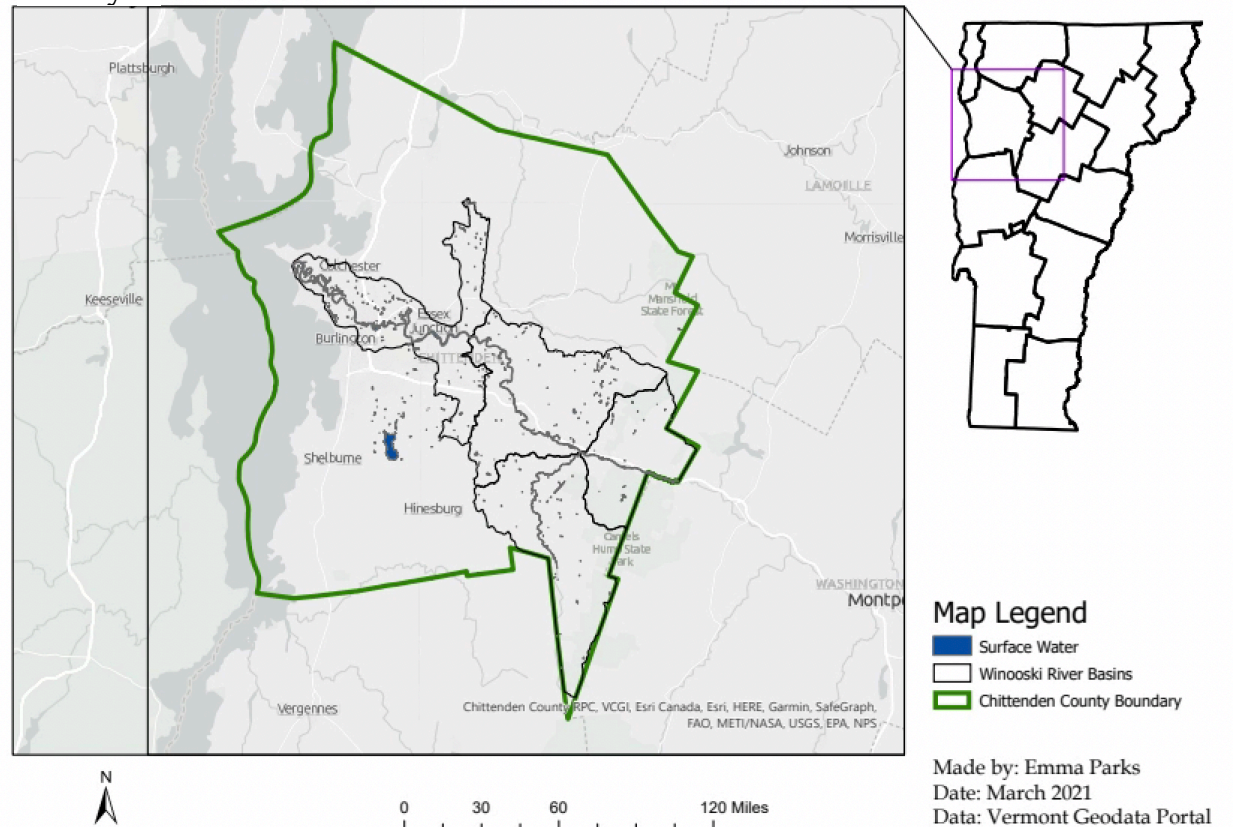 Plattsburgh
Johnson
LAMOILLE
Morrisville
Colchester
Keeseville
Mansfield
State Forest
Essex
Junction
Burlington
CHITTENDEN
Shelburne
Hinesburg
Camels
Hump State
Park
WASHINGTON
Montpe
Vergennes
Chittenden County RPC, VCGI, Esri Canada, Esri, HERE, Garmin, SafeGraph,
FAO, METI/NASA, USGS, EPA, NPS
Map Legend
Surface Water
Winooski River Basins
Chittenden County Boundary
Made by: Emma Parks
Date: March 2021
Data: Vermont Geodata Portal
N
0 30 60 120 Miles